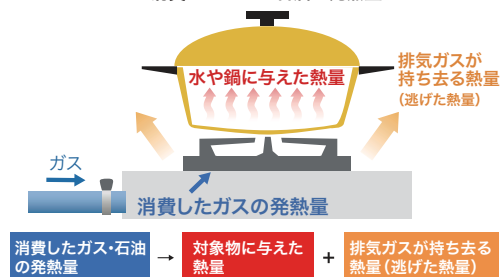 水や鍋に与えた熱量
排気ガスが
持ち去る熱量
(逃げた熱量)
ガス
消費したガスの発熱量
消費したガス・石油
の発熱量
→
対象物に与えた
熱量
+
排気ガスが持ち去る
熱量(逃げた熱量)